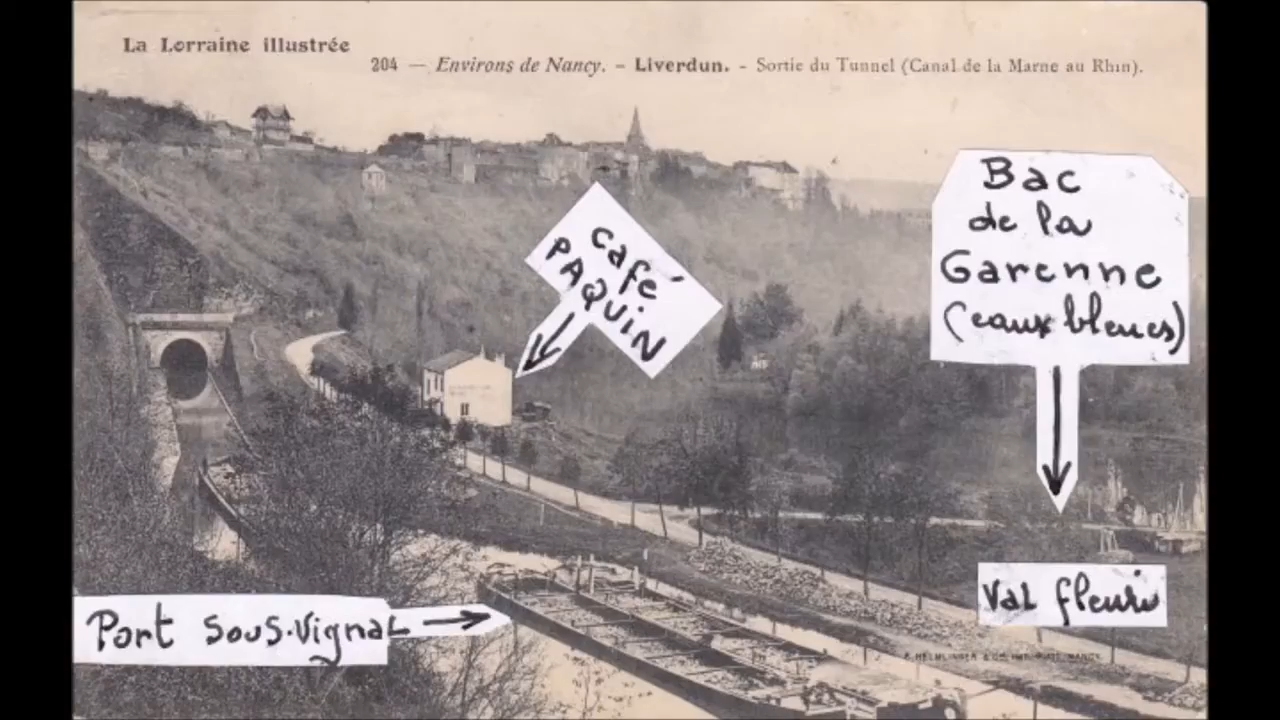 La Lorraine illustrée
204 — Environs de Nancy. - Liverdun. - Sortie du Tunnel (Canal de la Marne au Rhin).
Bac
de la
Garenne
(eaux bleues)
café
PAQUIN
Val fleuri
Port Sous-Vignal